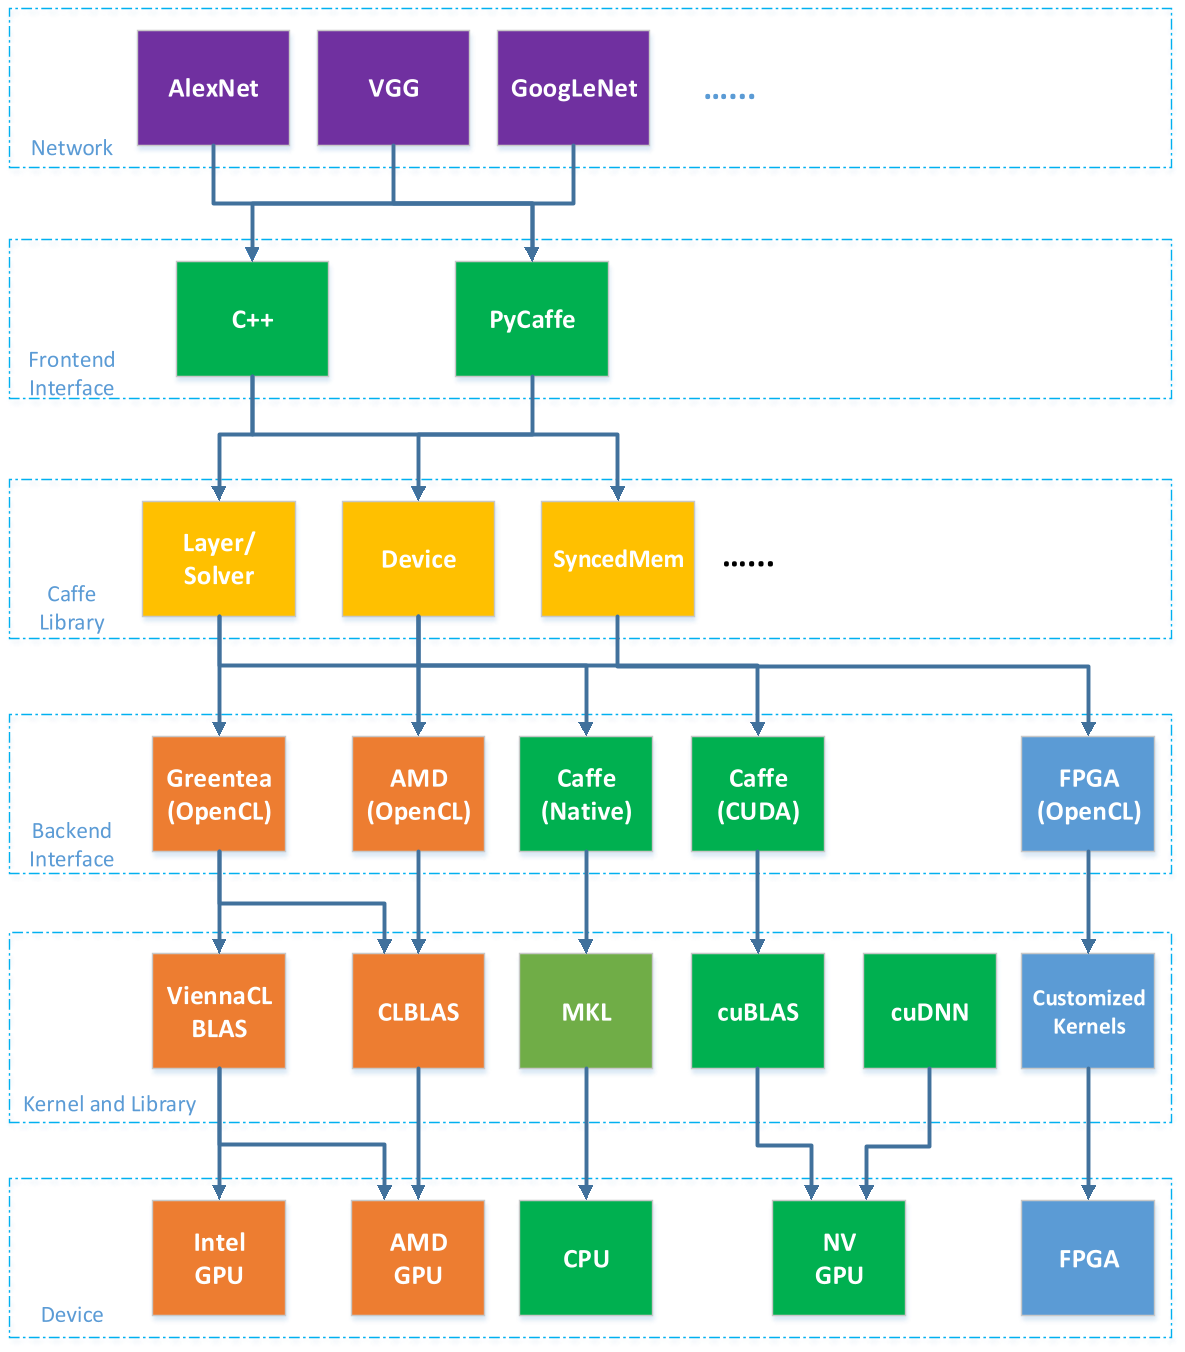 AlexNet
VGG
GoogLeNet
......
Network
C++
PyCaffe
Frontend
Interface
Layer/
Solver
Device
SyncedMem
......
Caffe
Library
Greentea
(OpenCL)
AMD
(OpenCL)
Caffe
(Native)
Caffe
(CUDA)
FPGA
(OpenCL)
Backend
Interface
ViennaCL
BLAS
CLBLAS
MKL
cuBLAS
cuDNN
Customized
Kernels
Kernel and Library
Intel
GPU
AMD
GPU
CPU
NV
GPU
FPGA
Device